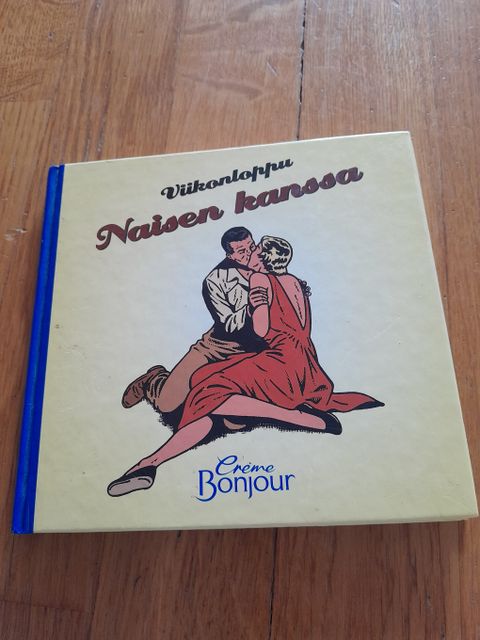 Viikonloppu
Naisen kanssa
Crème
Bonjour